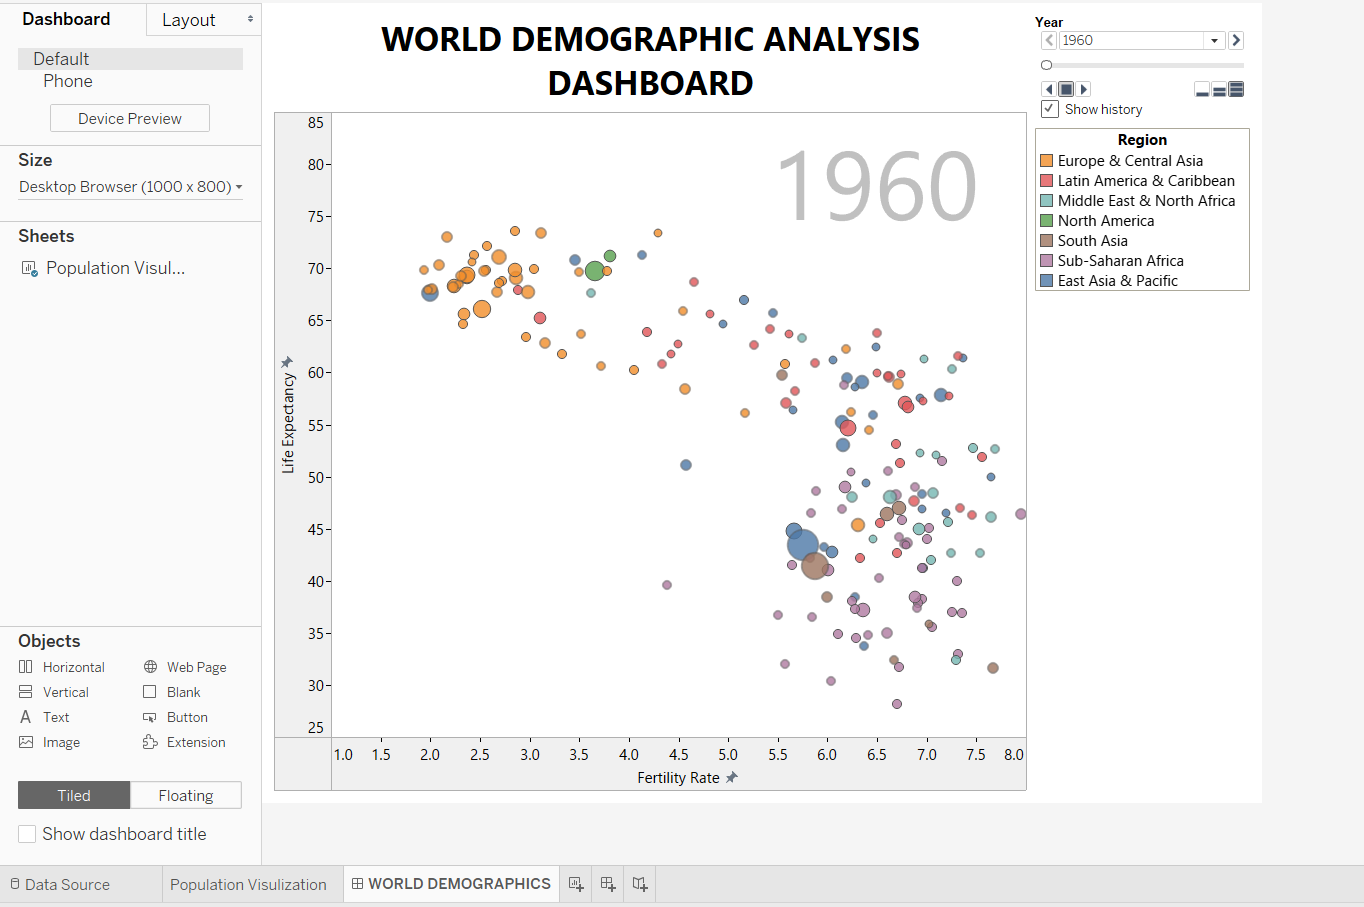 Dashboard
Layout
Default
Phone
Device Preview
Size
Desktop Browser (1000 x 800)
Sheets
Population Visul...
Objects
Horizontal
Web Page
Vertical
Blank
A Text
Button
Image
Extension
Tiled
Floating
Show dashboard title
WORLD DEMOGRAPHIC ANALYSIS
DASHBOARD
1960
85
80
75
70
65
60
55
50
45
40
35
30
25
Life Expectancy
1.0 1.5 2.0 2.5 3.0 3.5 4.0 4.5 5.0 5.5 6.0 6.5 7.0 7.5 8.0
Fertility Rate
Year
1960
Show history
Region
Europe & Central Asia
Latin America & Caribbean
Middle East & North Africa
North America
South Asia
Sub-Saharan Africa
East Asia & Pacific
Data Source
Population Visulization
WORLD DEMOGRAPHICS